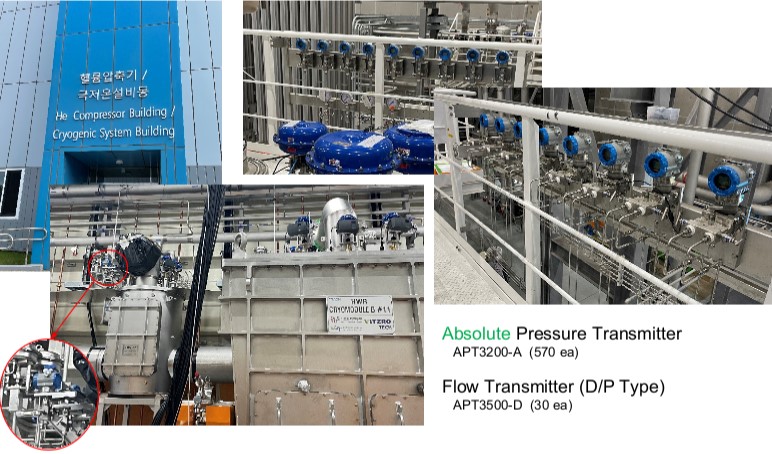 헬륨압축기 /
극저온설비동
He Compressor Building /
Cryogenic System Building
HWR
CRYOMODULE B #11
VITZRO
TECH
Absolute Pressure Transmitter
APT3200-A (570 ea)
Flow Transmitter (D/P Type)
APT3500-D (30 ea)